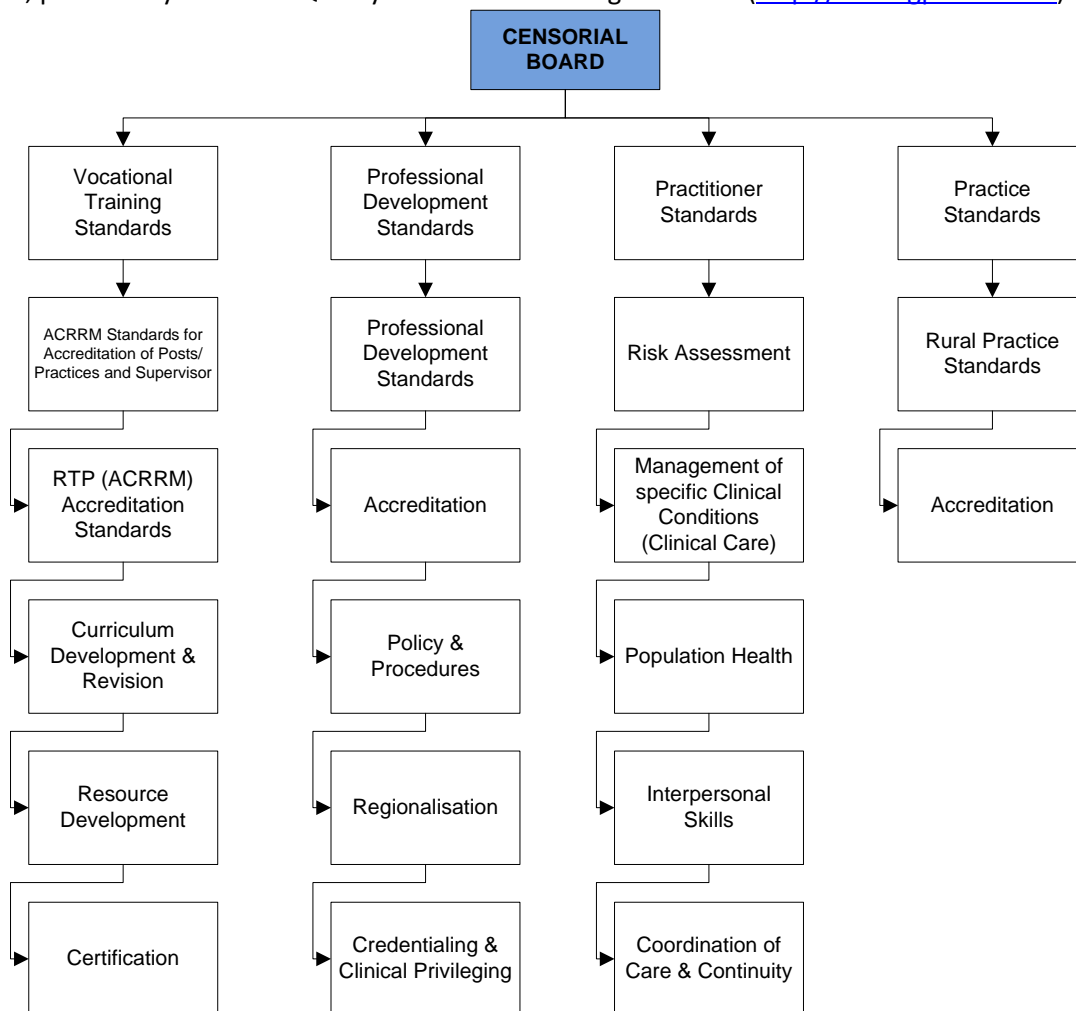 CENSORIAL
BOARD
Vocational
Training
Standards
Professional
Development
Standards
Practitioner
Standards
Practice
Standards
ACRRM Standards for
Accreditation of Posts/
Practices and Supervisor
Professional
Development
Standards
Risk Assessment
Rural Practice
Standards
RTP (ACRRM)
Accreditation
Standards
Accreditation
Management of
specific Clinical
Conditions
(Clinical Care)
Accreditation
Curriculum
Development &
Revision
Policy &
Procedures
Population Health
Resource
Development
Regionalisation
Interpersonal
Skills
Certification
Credentialing &
Clinical Privileging
Coordination of
Care & Continuity